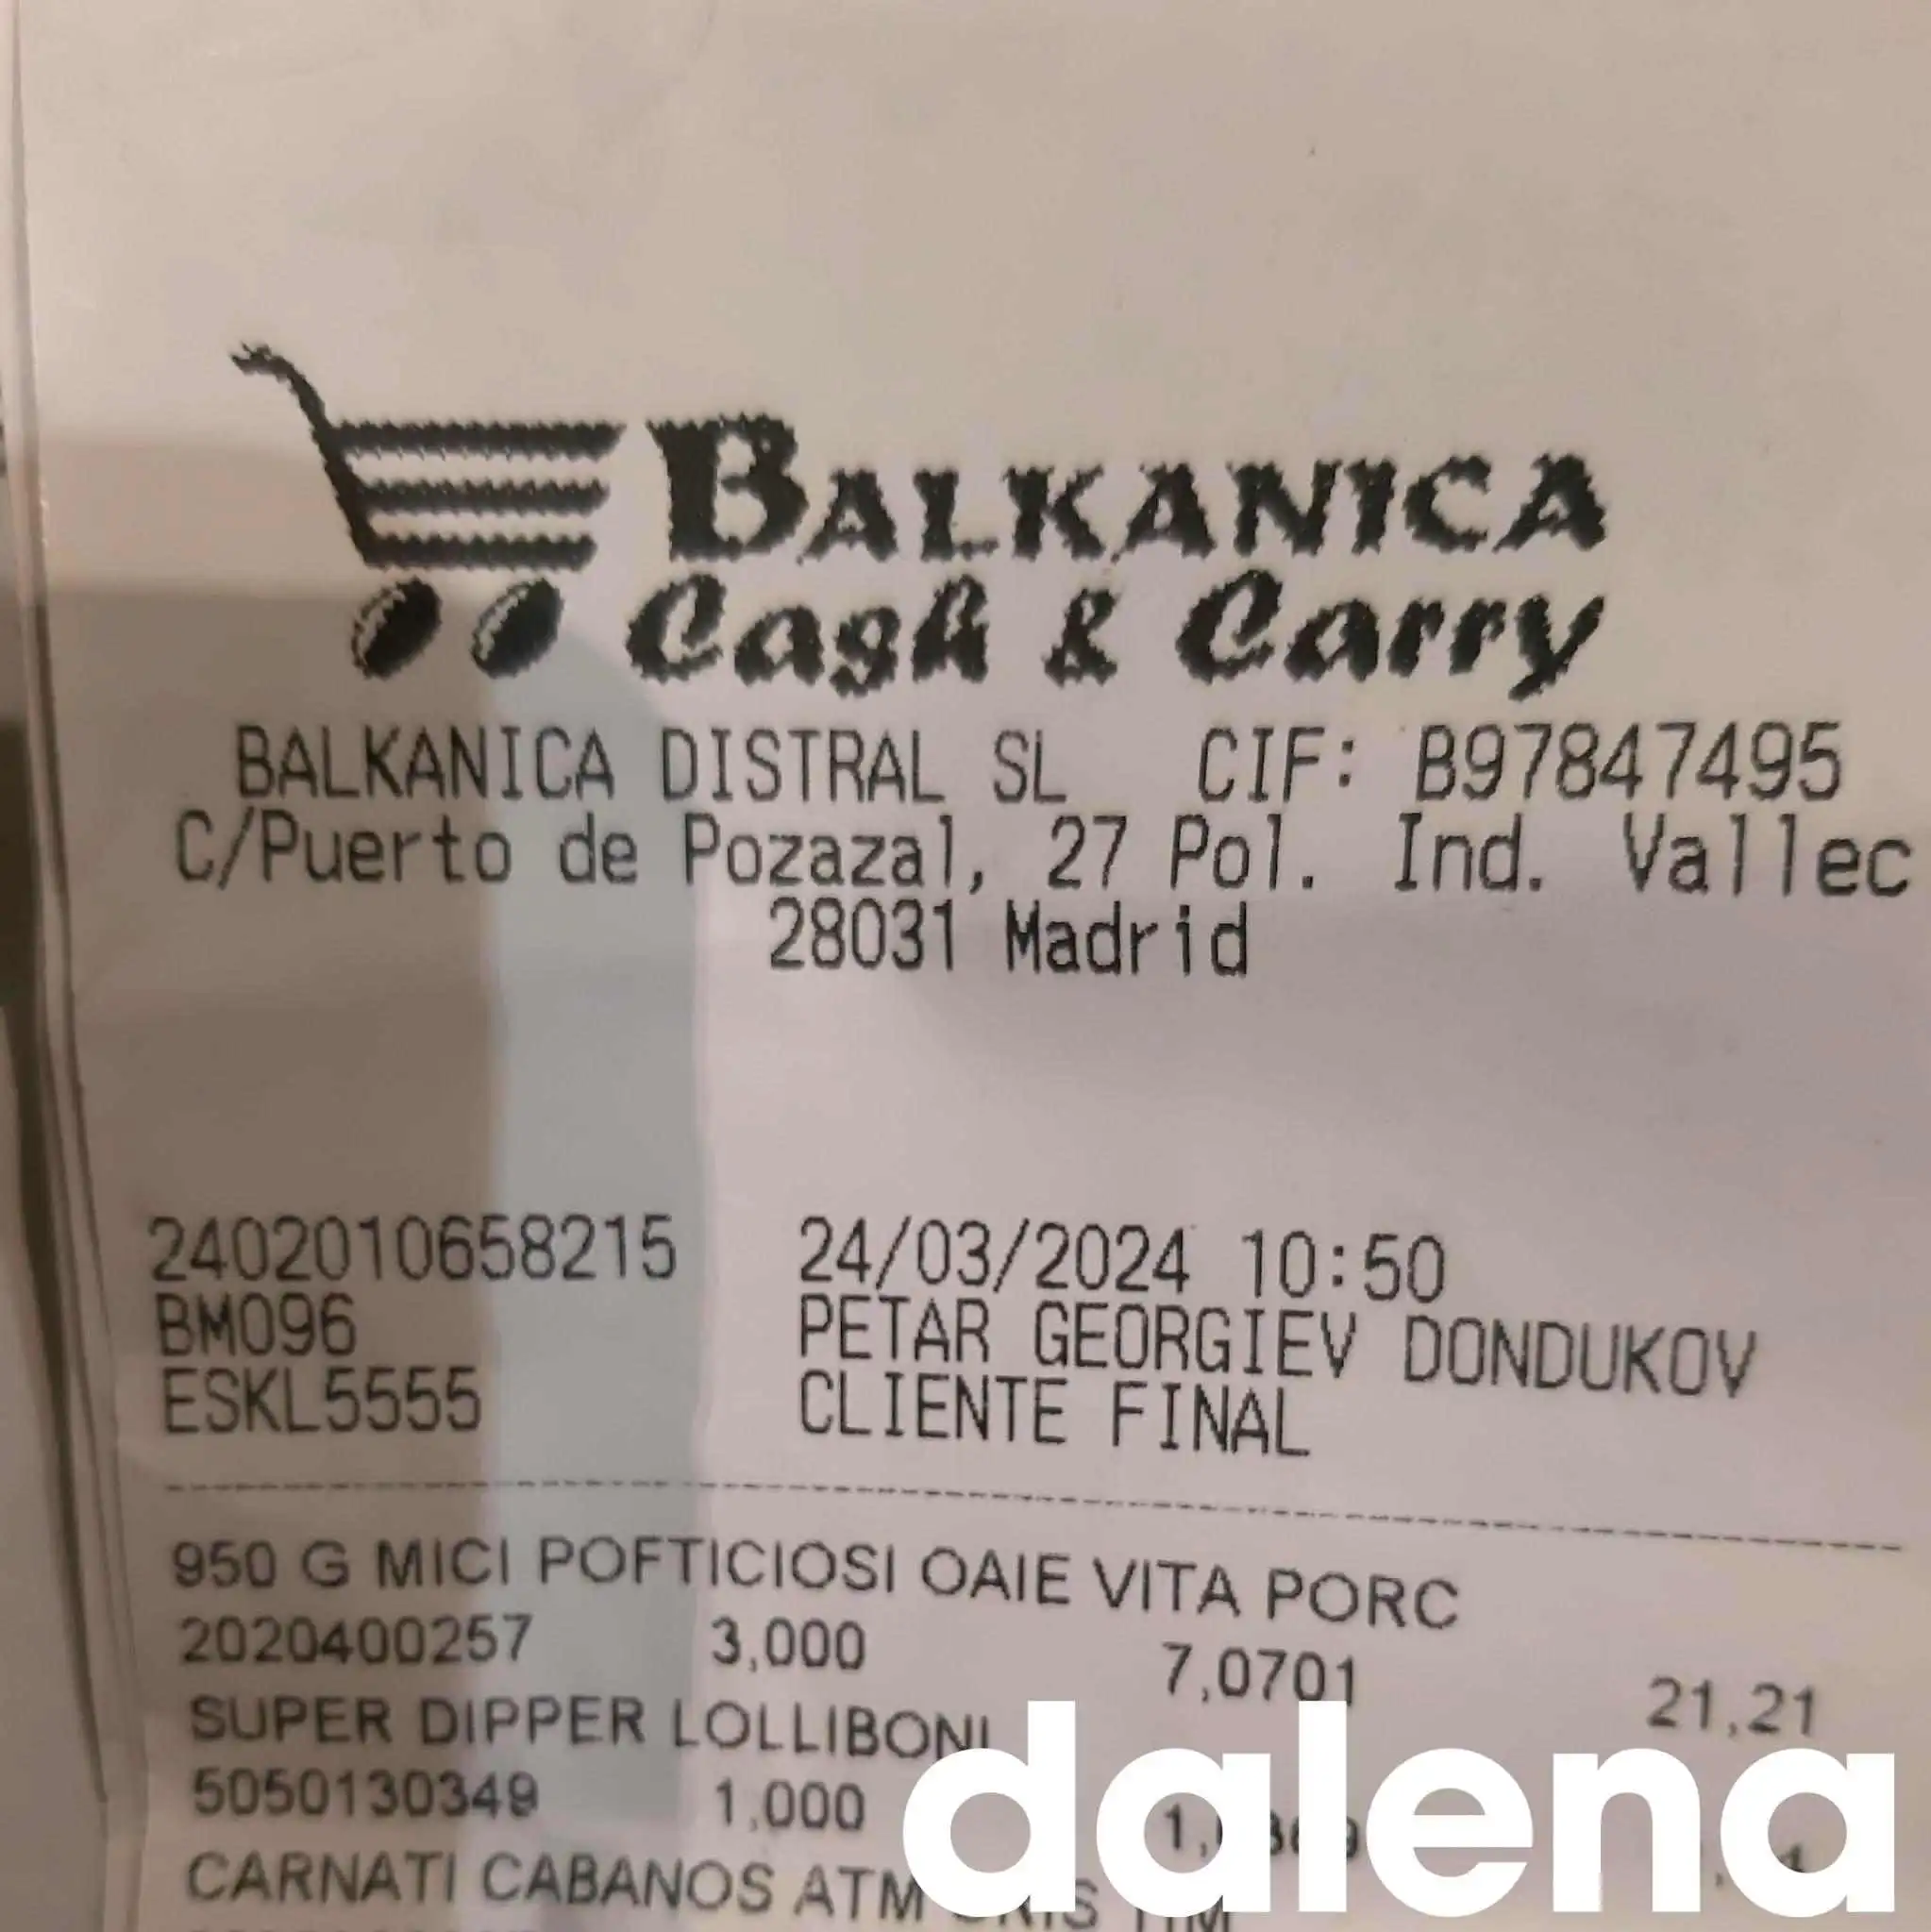 BALKANICA
Cash & Carry
BALKANICA DISTRAL SL CIF: B97847495
C/Puerto de Pozazal, 27 Pol. Ind. Vallec
28031 Madrid
2402010658215 24/03/2024 10:50
BM096 PETAR GEORGIEV DONDUKOV
ESKL5555 CLIENTE FINAL
950 G MICI POFTICIOSI OAIE VITA PORC
2020400257 3,000 7,0701 21,21
SUPER DIPPER LOLLIBONI
5050130349 1,000
CARNATI CABANOS ATM
dalena